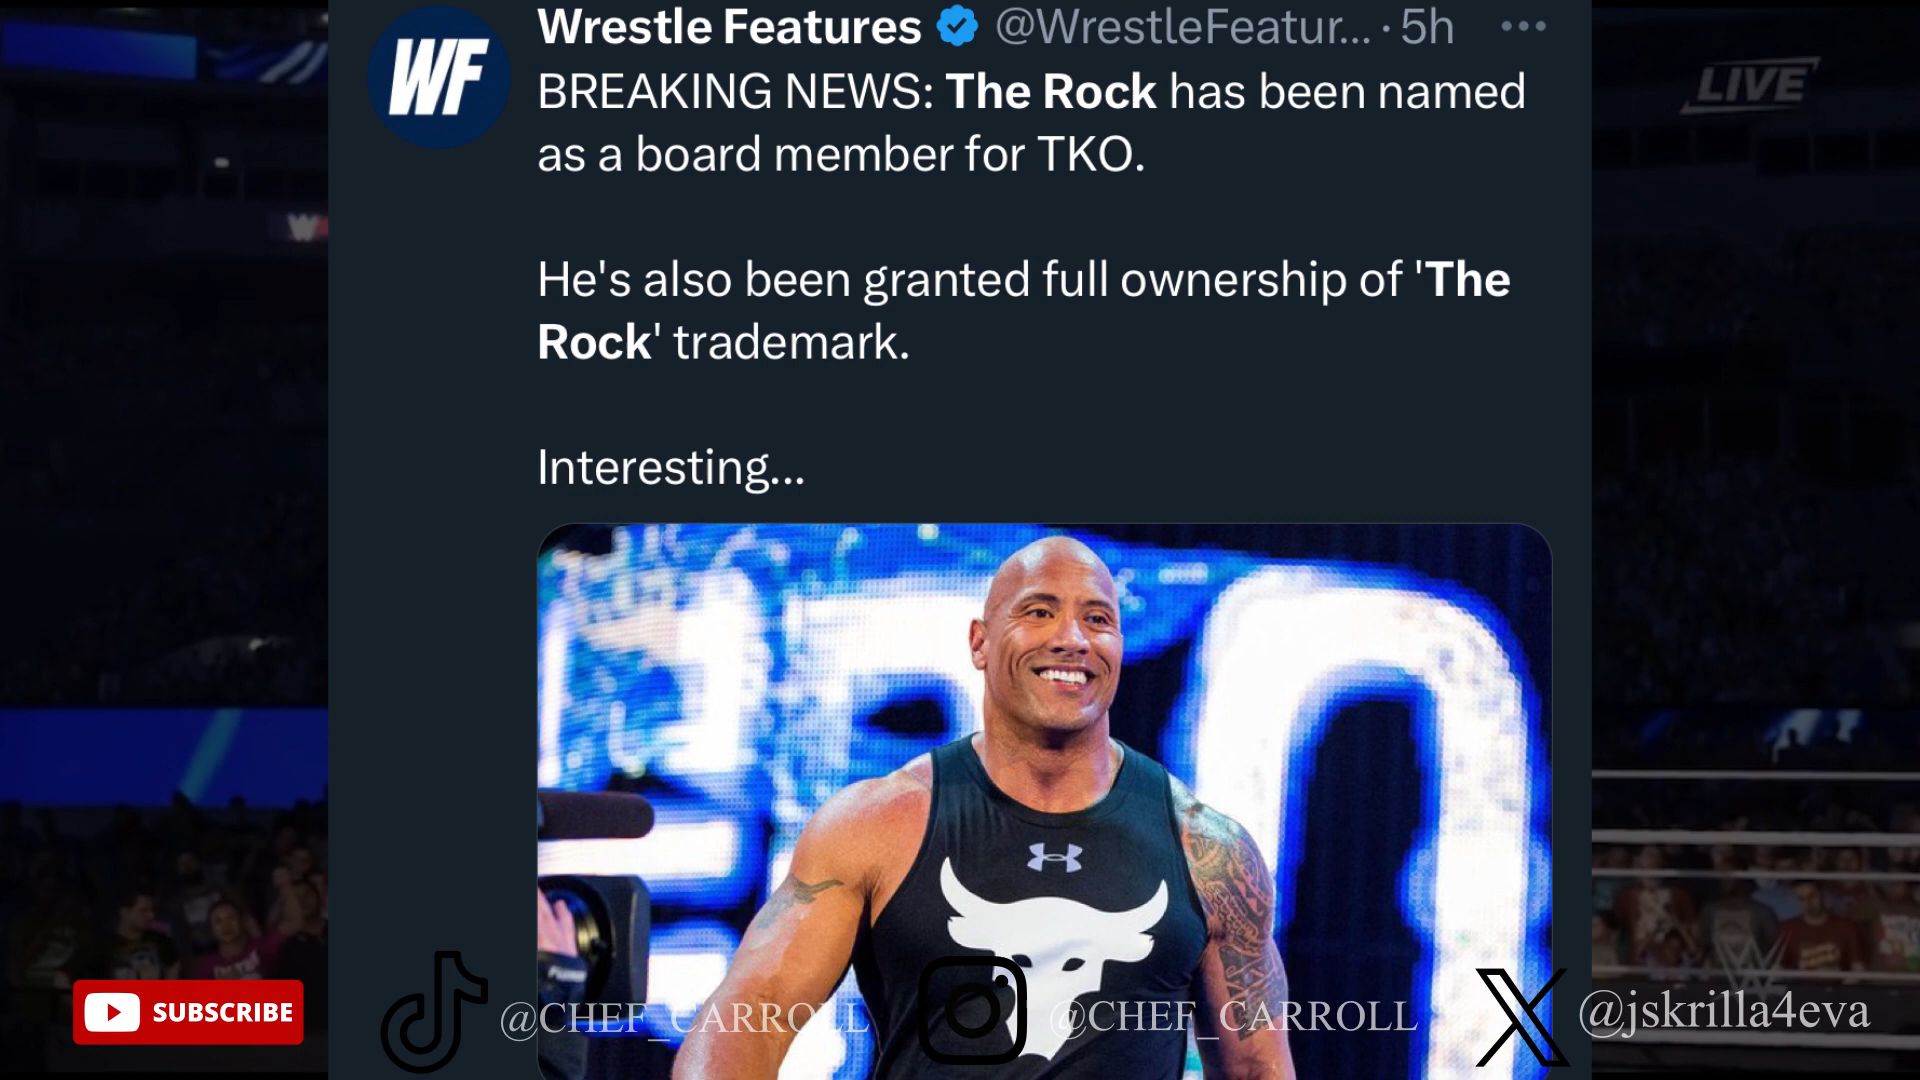 WF
Wrestle Features @WrestleFeatur... · 5h
BREAKING NEWS: The Rock has been named
as a board member for TKO.
He's also been granted full ownership of 'The
Rock' trademark.
Interesting...
LIVE
W
SUBSCRIBE
@CHEF_CARROLL
@CHEF_CARROLL
@jskrilla4eva